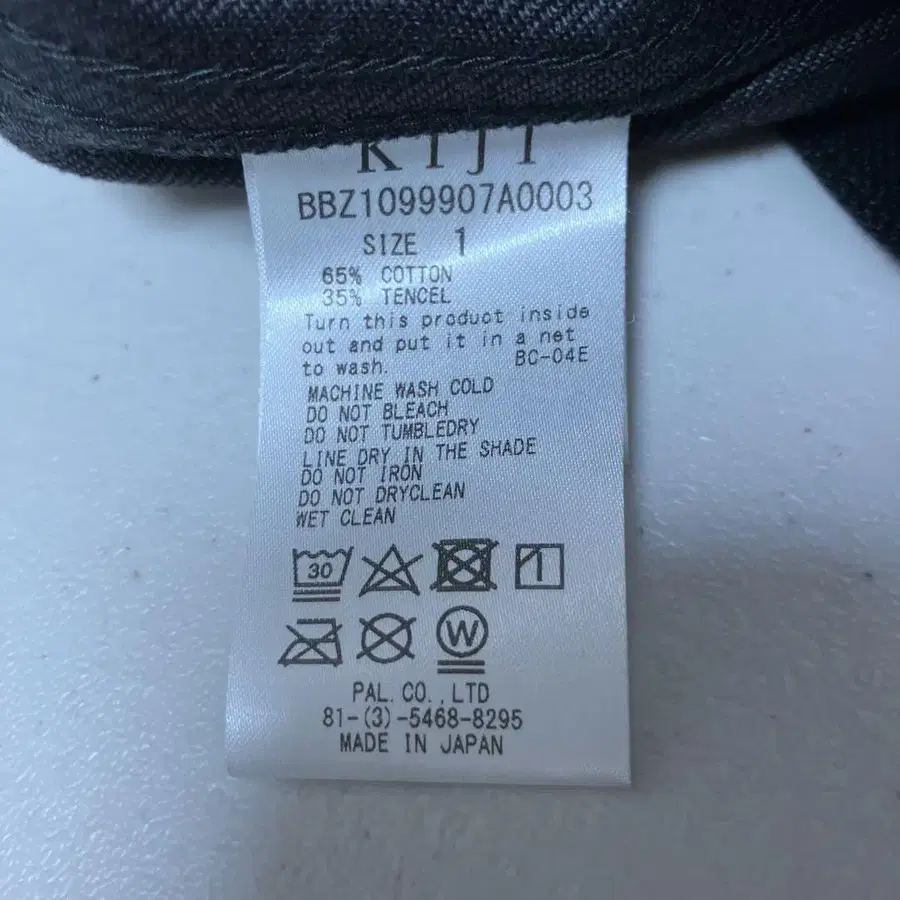 KIJI
BBZ1099907A0003
SIZE 1
65% COTTON
35% TENCEL
Turn this product inside
out and put it in a net
to wash. BC-04E
MACHINE WASH COLD
DO NOT BLEACH
DO NOT TUMBLEDRY
LINE DRY IN THE SHADE
DO NOT IRON
DO NOT DRYCLEAN
WET CLEAN
30
W
PAL.CO.,LTD
81-(3)-5468-8295
MADE IN JAPAN